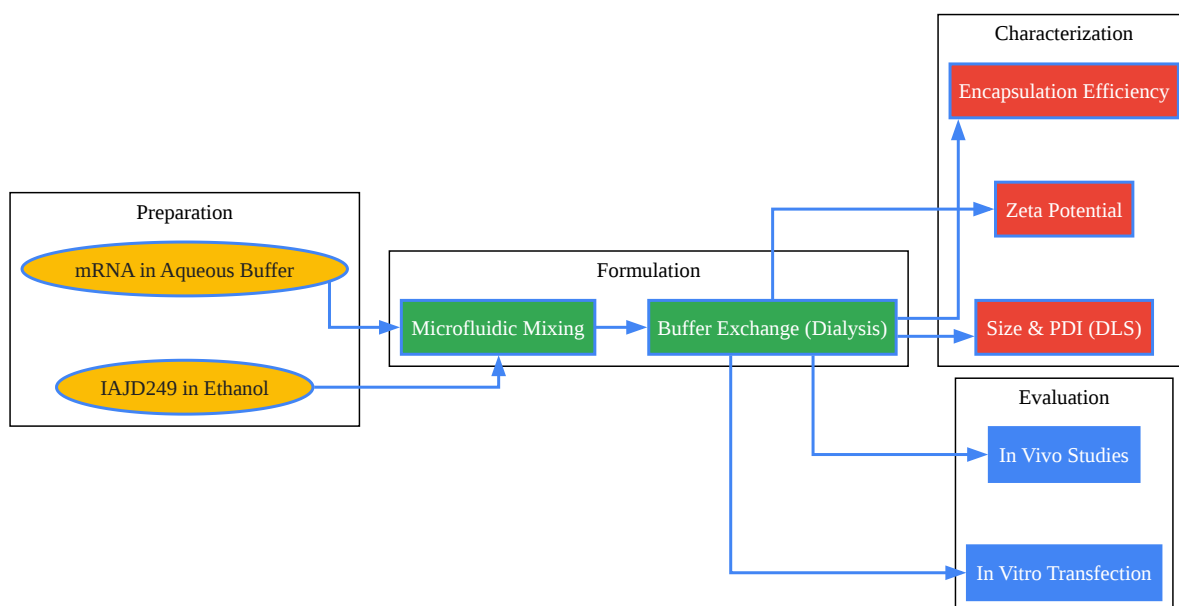 Preparation
mRNA in Aqueous Buffer
IAJD249 in Ethanol
Formulation
Microfluidic Mixing
Buffer Exchange (Dialysis)
Characterization
Encapsulation Efficiency
Zeta Potential
Size & PDI (DLS)
Evaluation
In Vivo Studies
In Vitro Transfection